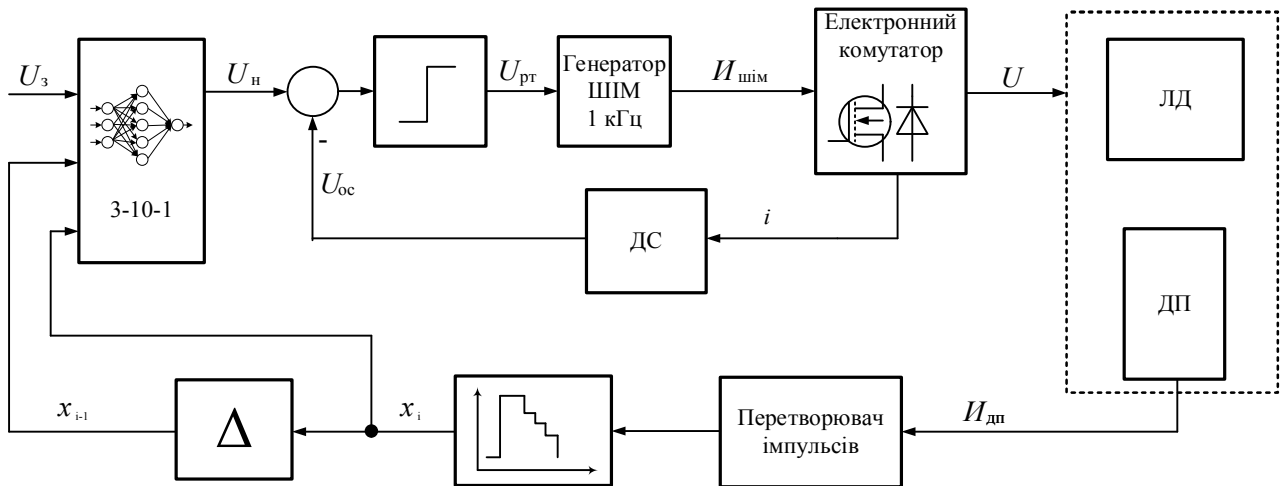 Електронний
комутатор
U з
U н
U рт
Генератор
ШІМ
1 кГц
И шім
U
ЛД
-
U ос
3-10-1
ДС
i
ДП
x i-1
Δ
x i
Перетворювач
імпульсів
И дп